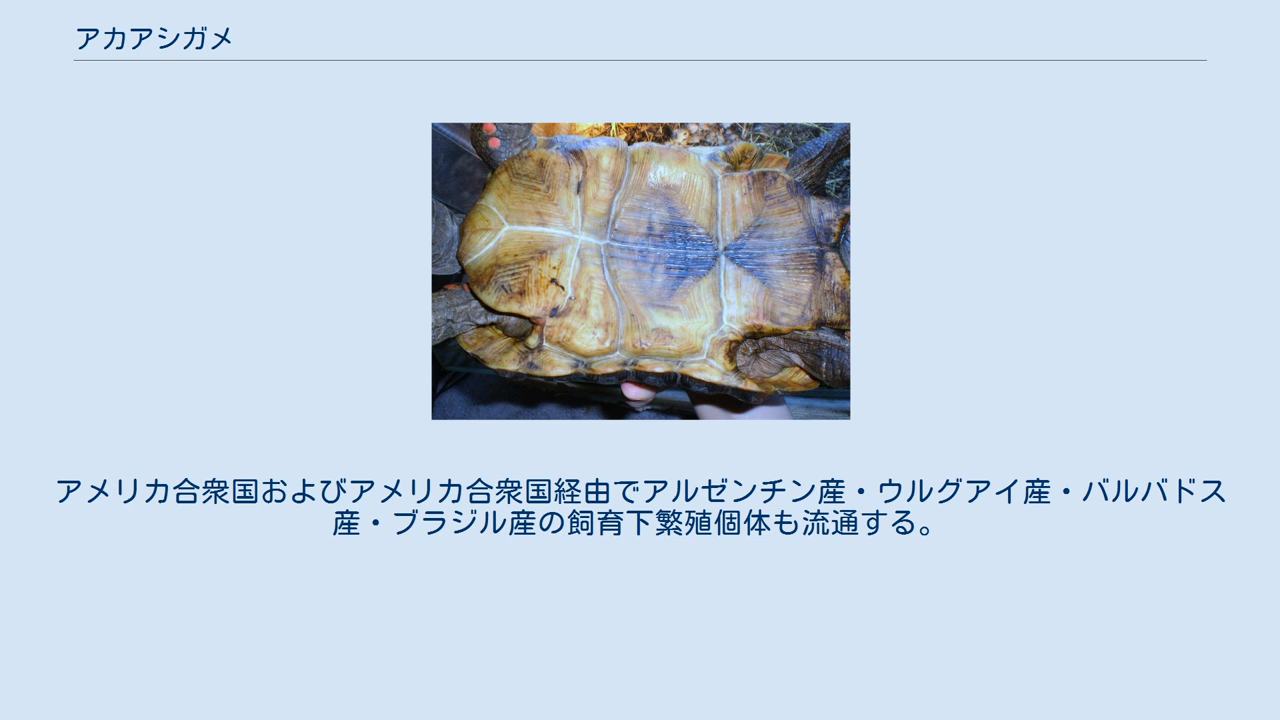 アカアシガメ
アメリカ合衆国およびアメリカ合衆国経由でアルゼンチン産・ウルグアイ産・バルバドス
産・ブラジル産の飼育下繁殖個体も流通する。